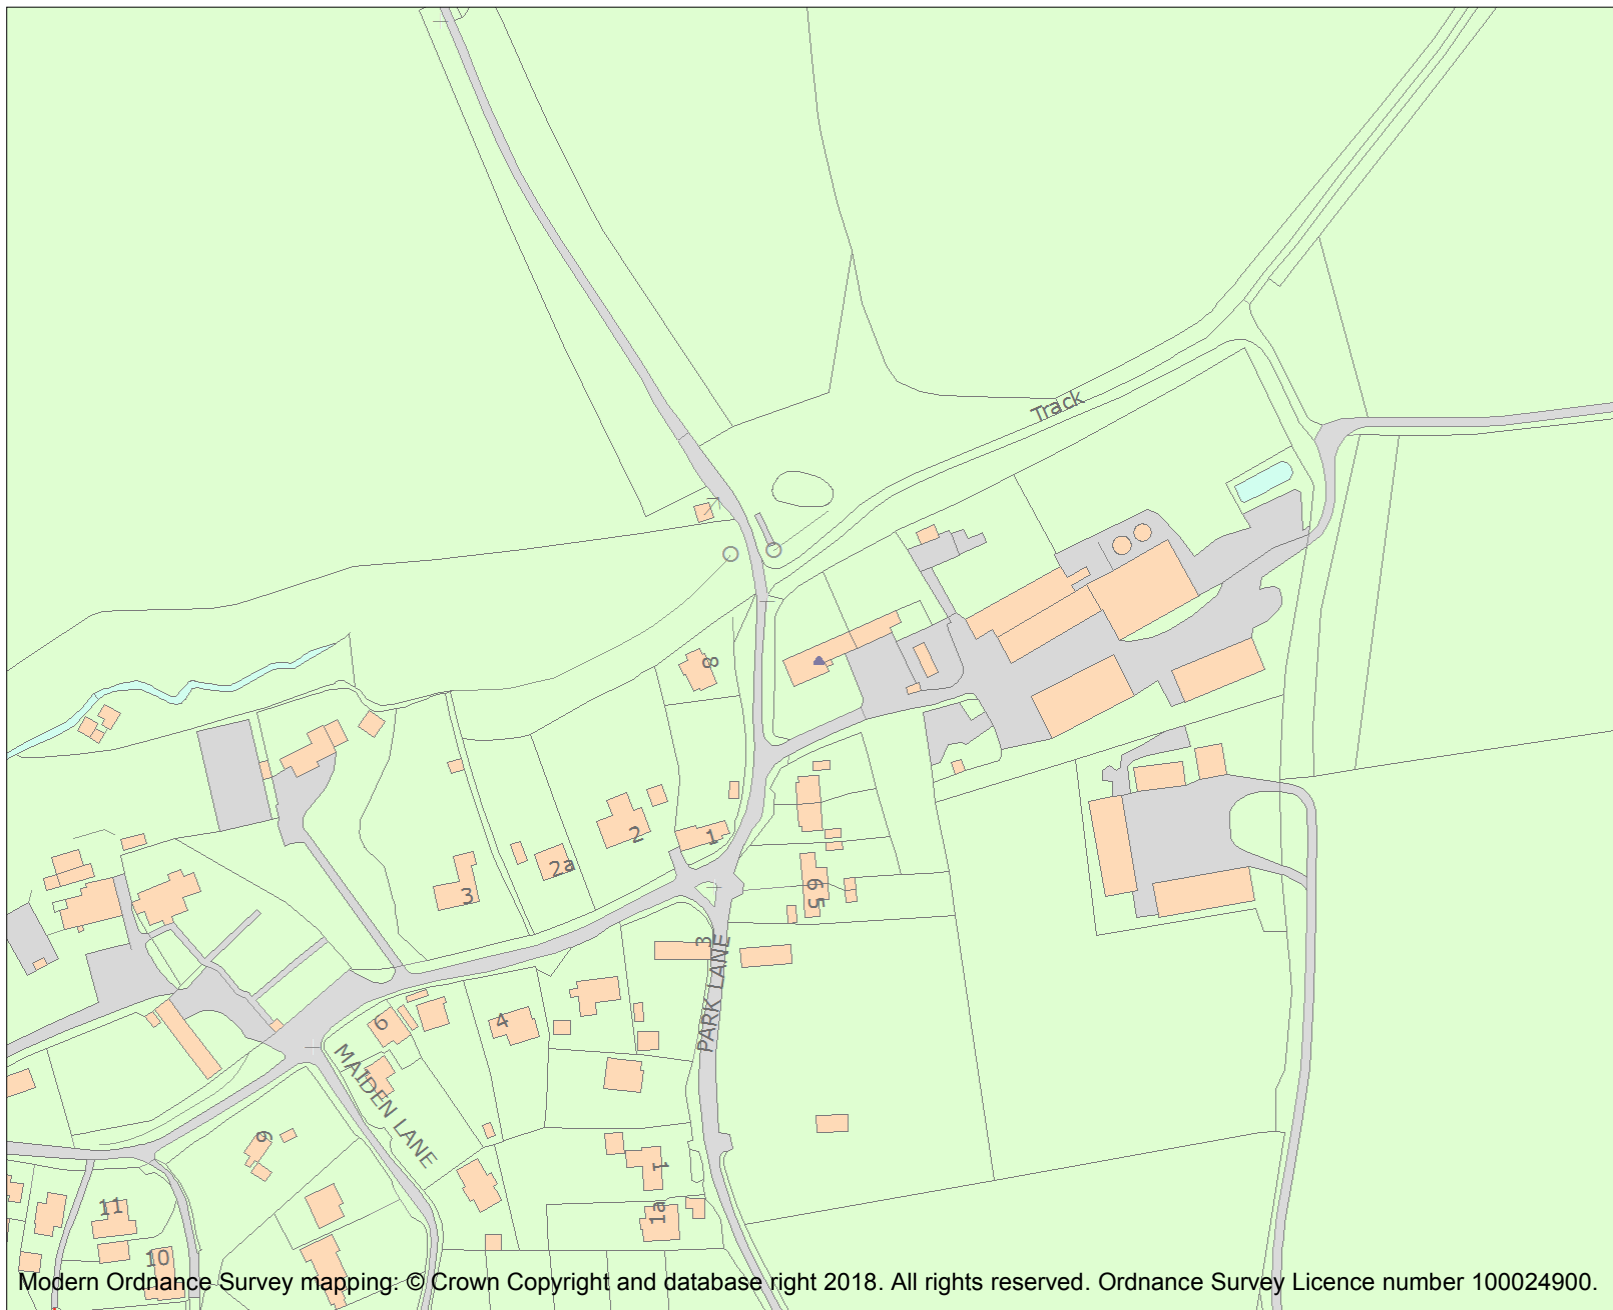 Track
8
2
1
2a
3
6 5
3
PARK LANE
6
4
MAIDEN LANE
9
1
11
1a
10
Modern Ordnance Survey mapping: © Crown Copyright and database right 2018. All rights reserved. Ordnance Survey Licence number 100024900.